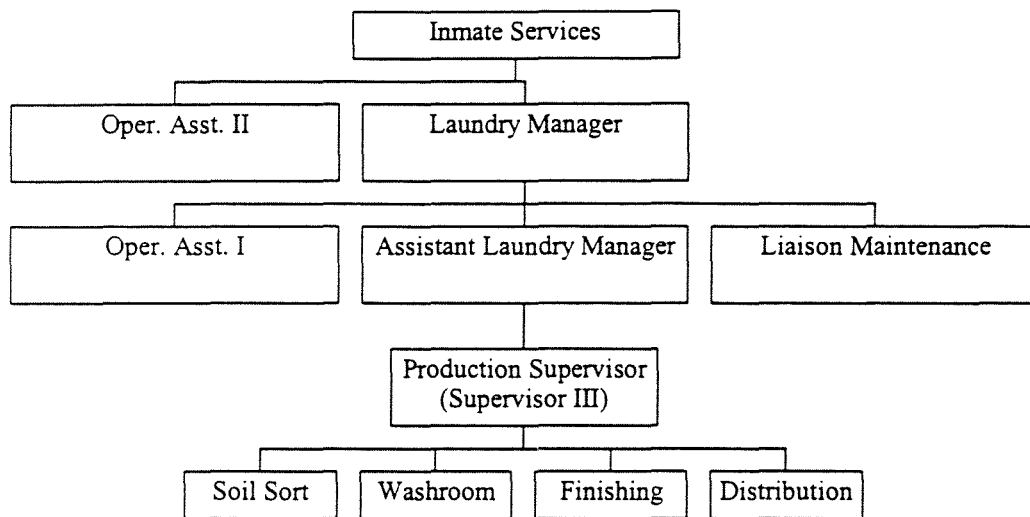 Inmate Services
Oper. Asst. II
Laundry Manager
Oper. Asst. I
Assistant Laundry Manager
Liaison Maintenance
Production Supervisor
(Supervisor III)
Soil Sort
Washroom
Finishing
Distribution